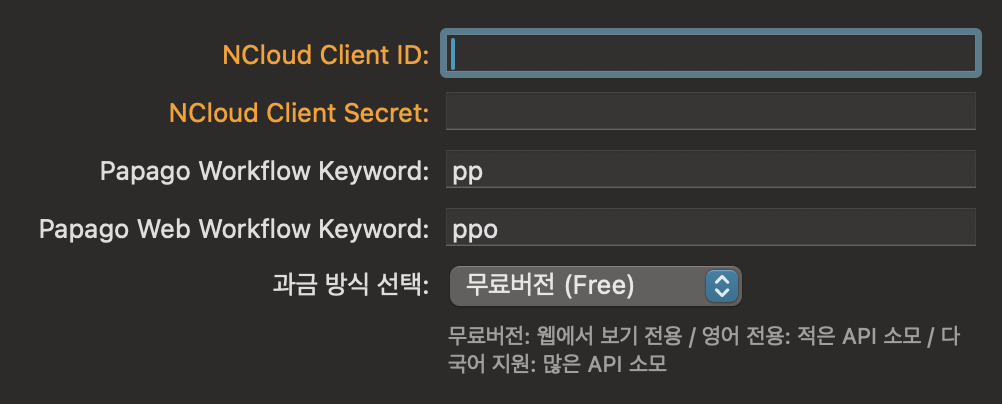 NCloud Client ID:
NCloud Client Secret:
Papago Workflow Keyword: pp
Papago Web Workflow Keyword: ppo
과금 방식 선택: 무료버전 (Free)
무료버전: 웹에서 보기 전용 / 영어 전용: 적은 API 소모 / 다
국어 지원: 많은 API 소모